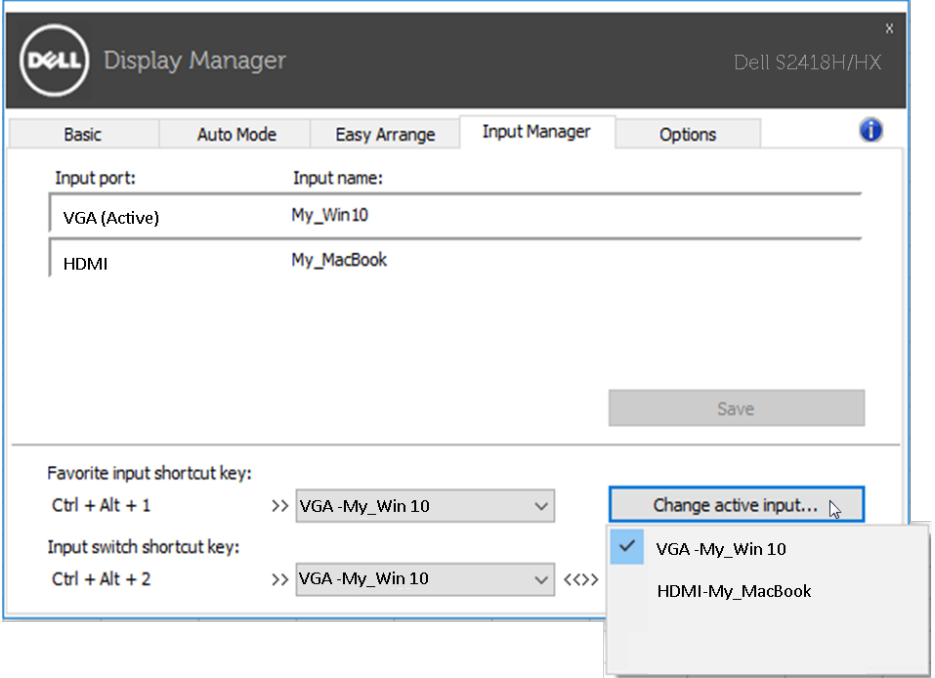 DELL Display Manager
x
Dell S2418H/HX
Basic Auto Mode Easy Arrange Input Manager Options i
Input port: Input name:
VGA (Active) My_Win10
HDMI My_MacBook
Save
Favorite input shortcut key:
Ctrl + Alt + 1 >> VGA -My_Win 10 Change active input...
Input switch shortcut key:
Ctrl + Alt + 2 >> VGA -My_Win 10 <<>>
VGA -My_Win 10
HDMI-My_MacBook